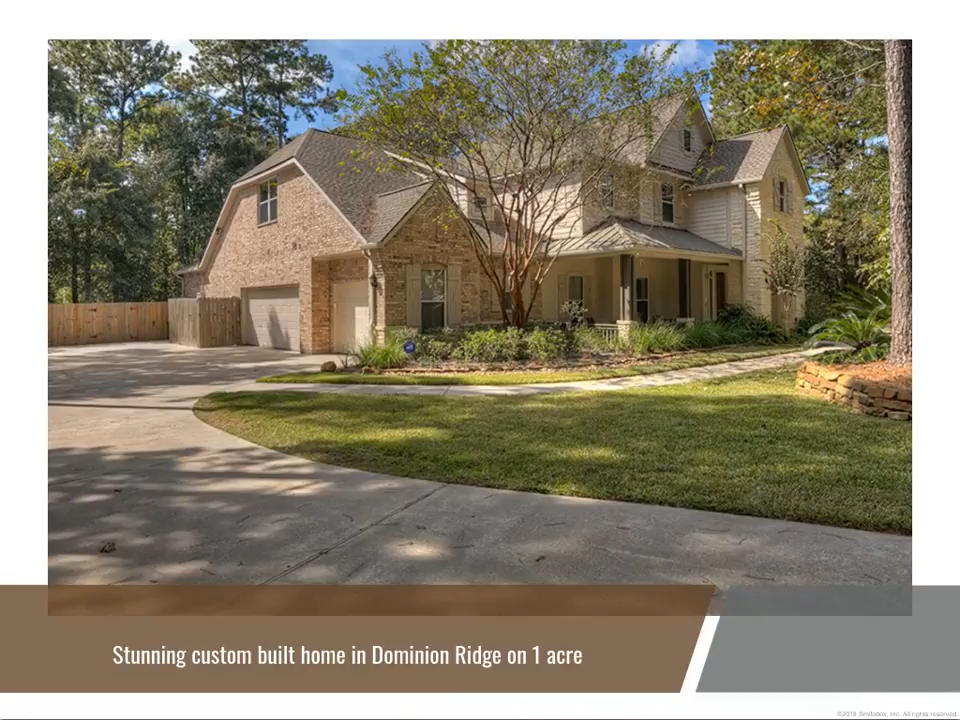 Stunning custom built home in Dominion Ridge on 1 acre
©2018 Smilebox, Inc. All rights reserved